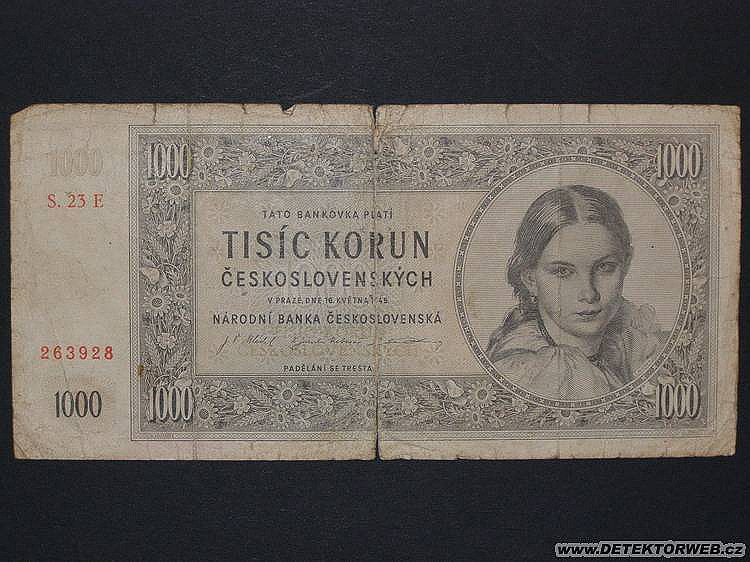 1000
1000
1000
S. 23 E
TATO BANKOVKA PLATÍ
TISÍC KORUN
ČESKOSLOVENSKÝCH
V PRAZE, DNE 16. KVĚTNA 1945
NÁRODNÍ BANKA ČESKOSLOVENSKÁ
263928
PADĚLÁNÍ SE TRESTÁ
1000
1000
1000
www.DETEKTORWEB.cz